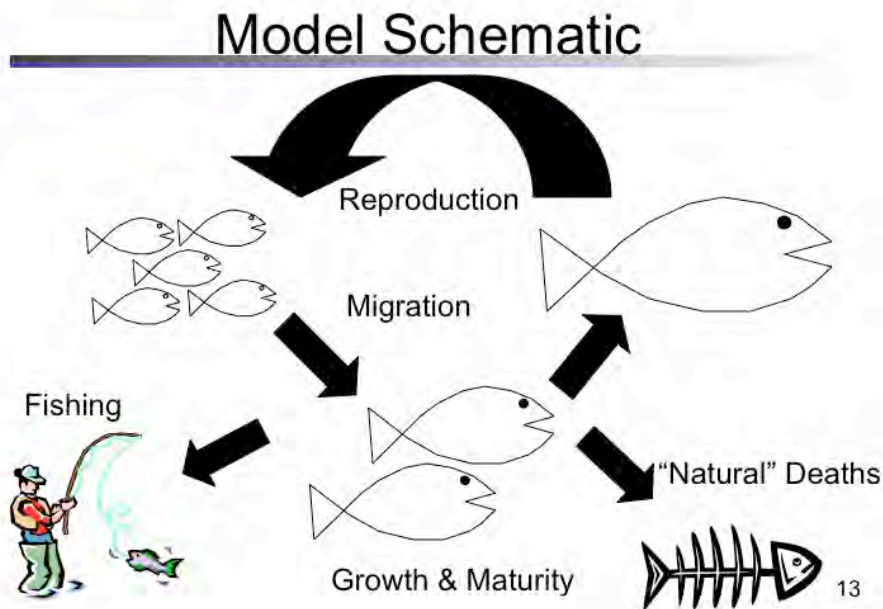 Model Schematic
Reproduction
Migration
Fishing
"Natural" Deaths
Growth & Maturity
13